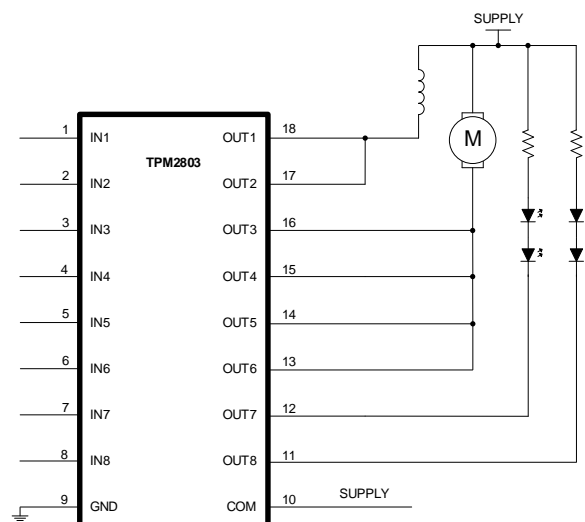 SUPPLY
TPM2803
M
1 IN1 OUT1 18
2 IN2 OUT2 17
3 IN3 OUT3 16
4 IN4 OUT4 15
5 IN5 OUT5 14
6 IN6 OUT6 13
7 IN7 OUT7 12
8 IN8 OUT8 11
9 GND COM 10 SUPPLY